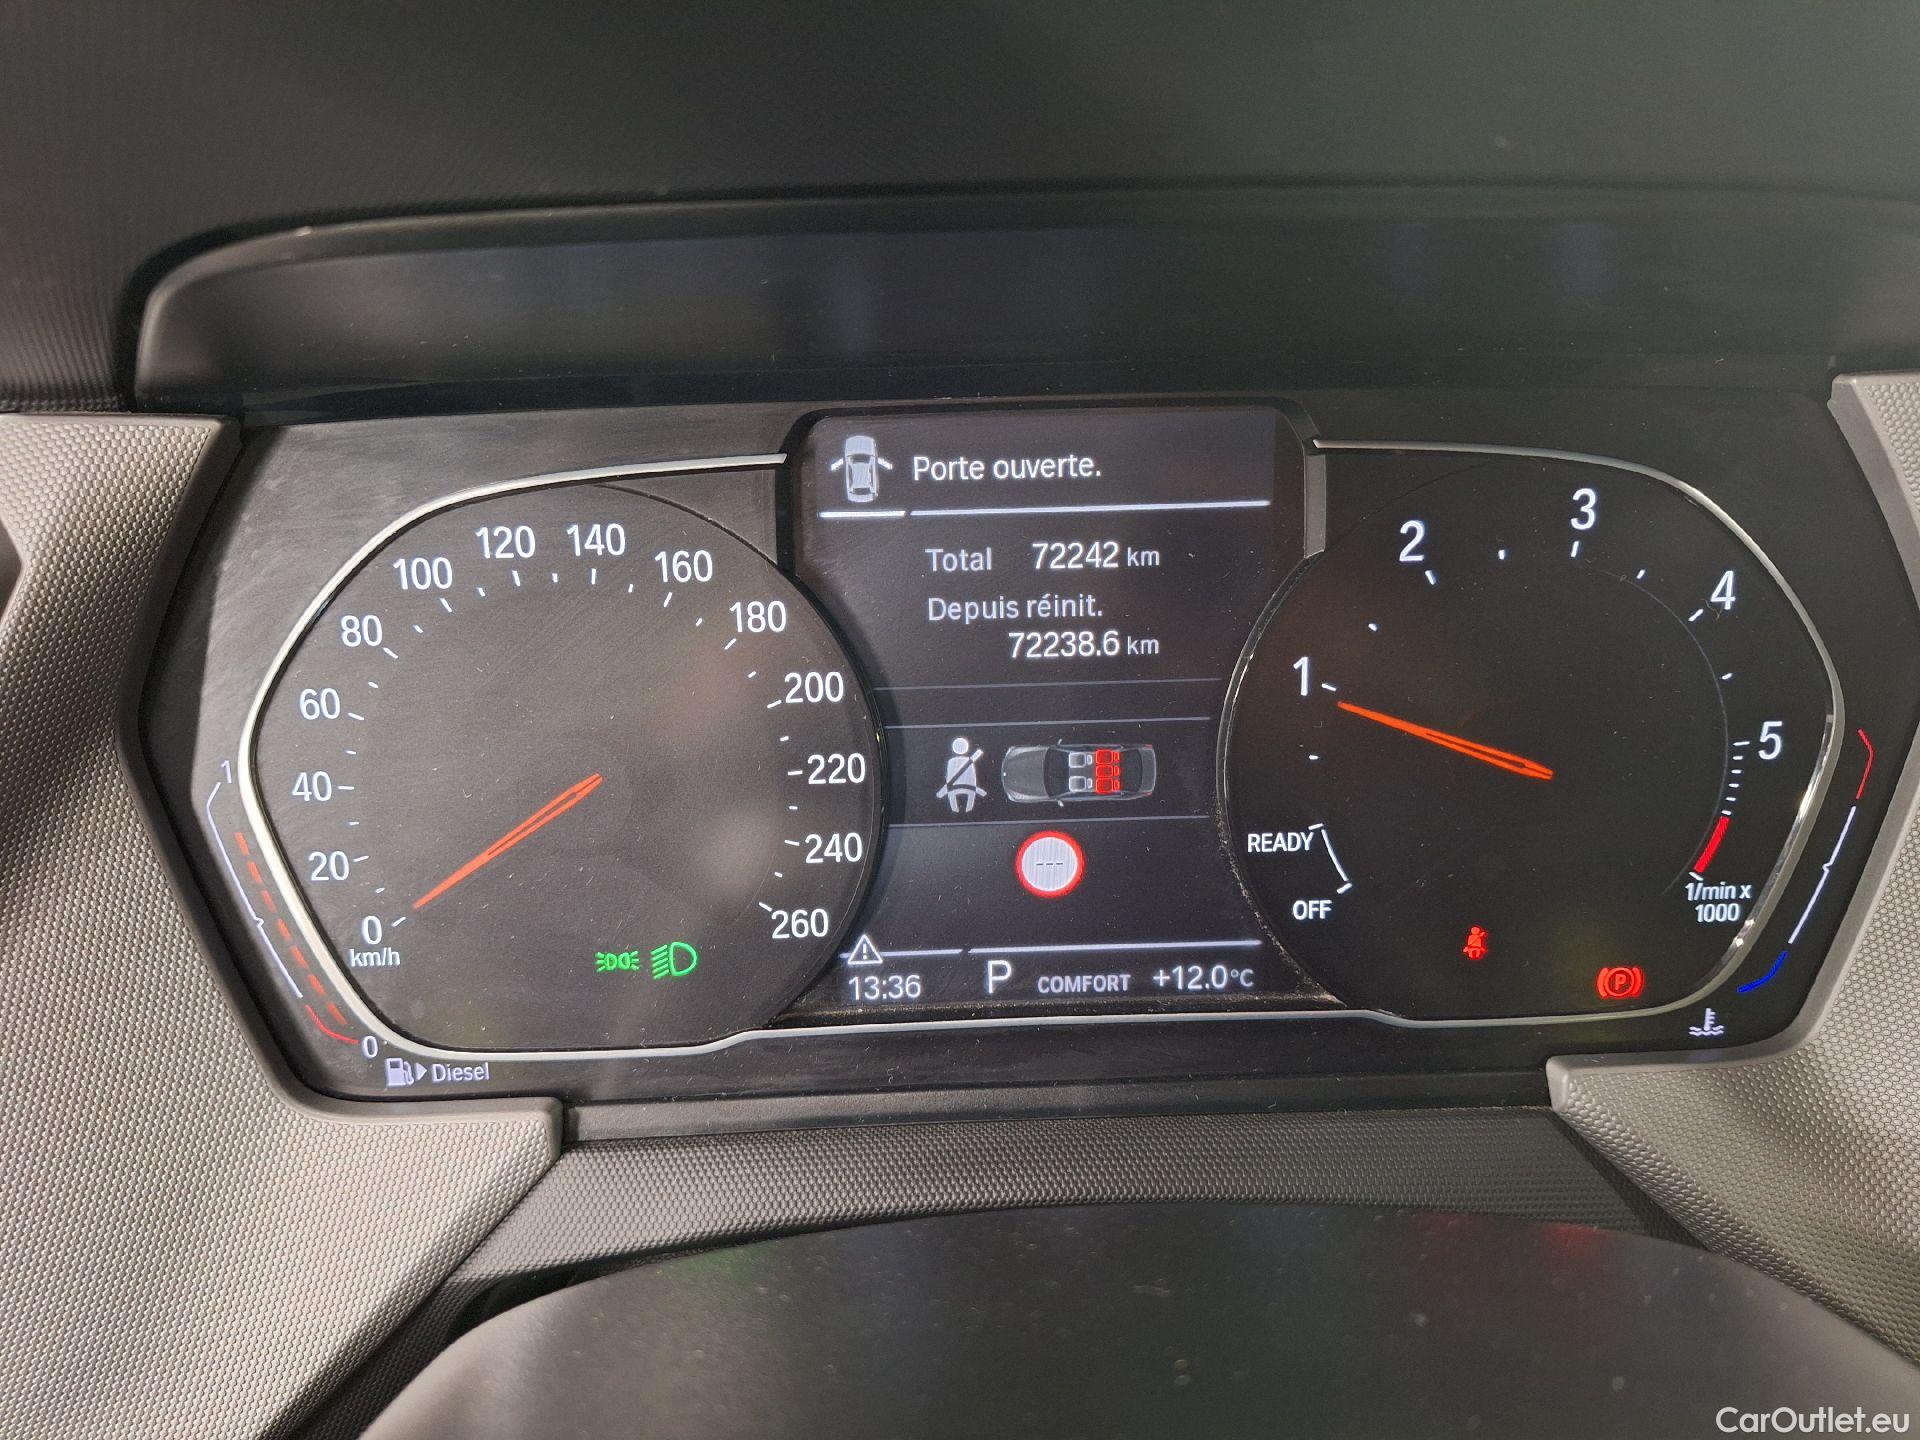 Porte ouverte.
Total 72242 km
Depuis réinit.
72238.6 km
0
20
40
60
80
100
120
140
160
180
200
220
240
260
km/h
1
0
Diesel
---
13:36 P COMFORT +12.0°C
1
2
3
4
5
READY
OFF
1/min x
1000
P
CarOutlet.eu